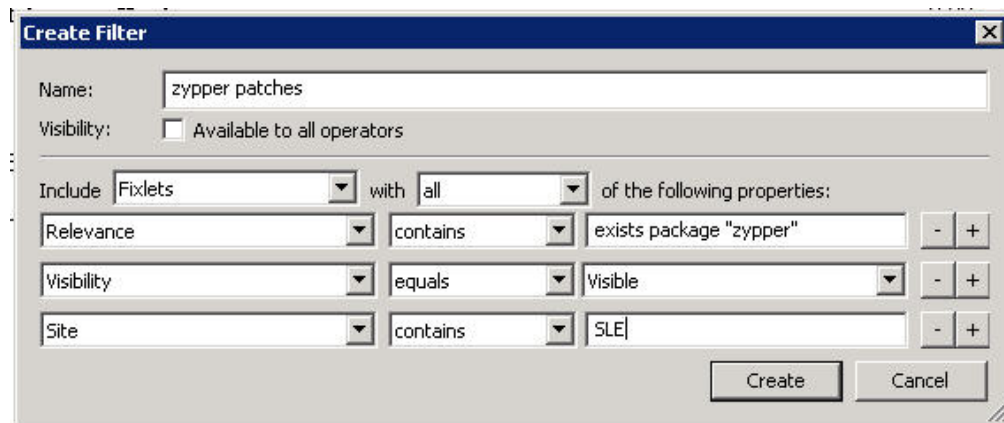 Create Filter
Name: zypper patches
Visibility: Available to all operators
Include Fixlets with all of the following properties:
Relevance contains exists package "zypper" - +
Visibility equals Visible - +
Site contains SLE - +
Create Cancel